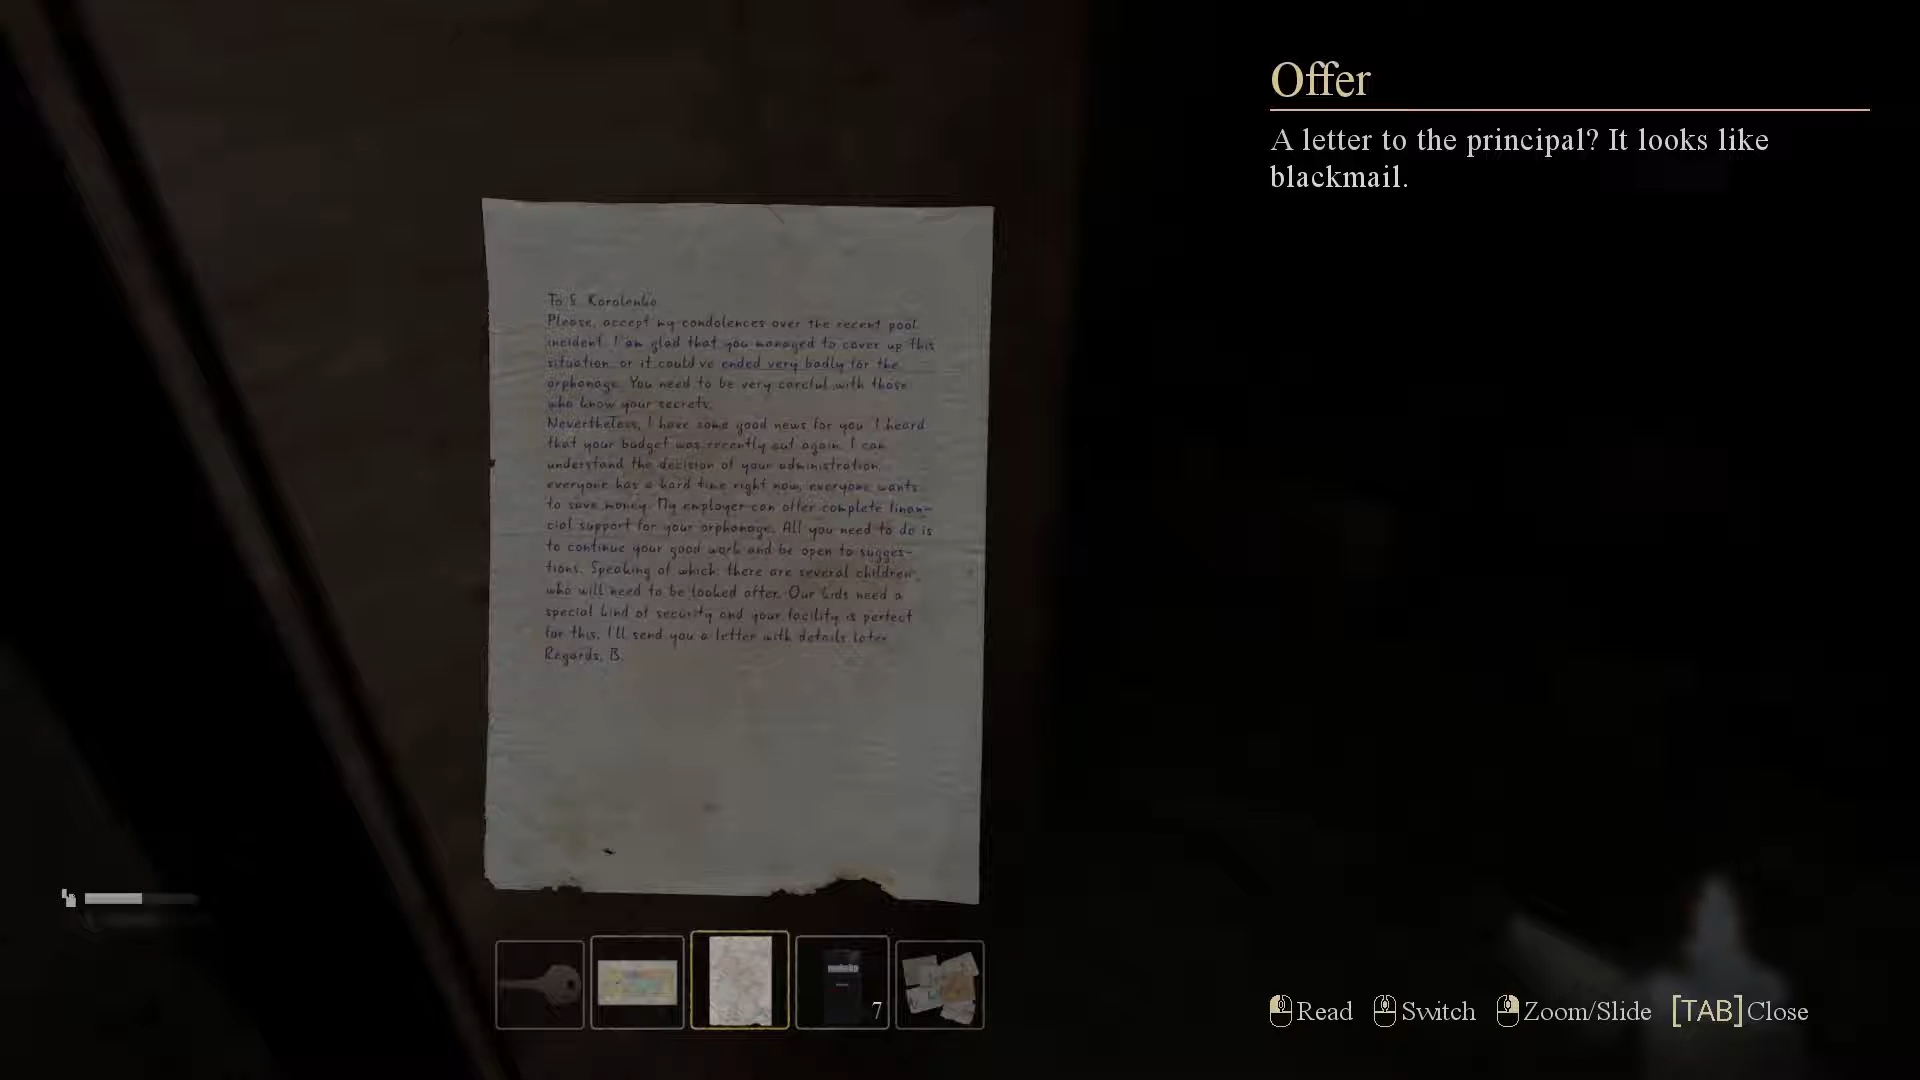 Offer
A letter to the principal? It looks like
blackmail.
To S. Korolenko
Please, accept my condolences over the recent pool
incident. I am glad that you managed to cover up this
situation or it could've ended very badly for the
orphanage. You need to be very careful with those
who know your secrets.
Nevertheless, I have some good news for you. I heard
that your budget was recently cut again. I can
understand the decision of your administration,
everyone has a hard time right now, everyone wants
to save money. My employer can offer complete finan-
cial support for your orphanage. All you need to do is
to continue your good work and be open to sugges-
tions. Speaking of which: there are several children
who will need to be looked after. Our kids need a
special kind of security and your facility is perfect
for this. I'll send you a letter with details later
Regards, B.
7
Read Switch Zoom/Slide [TAB] Close